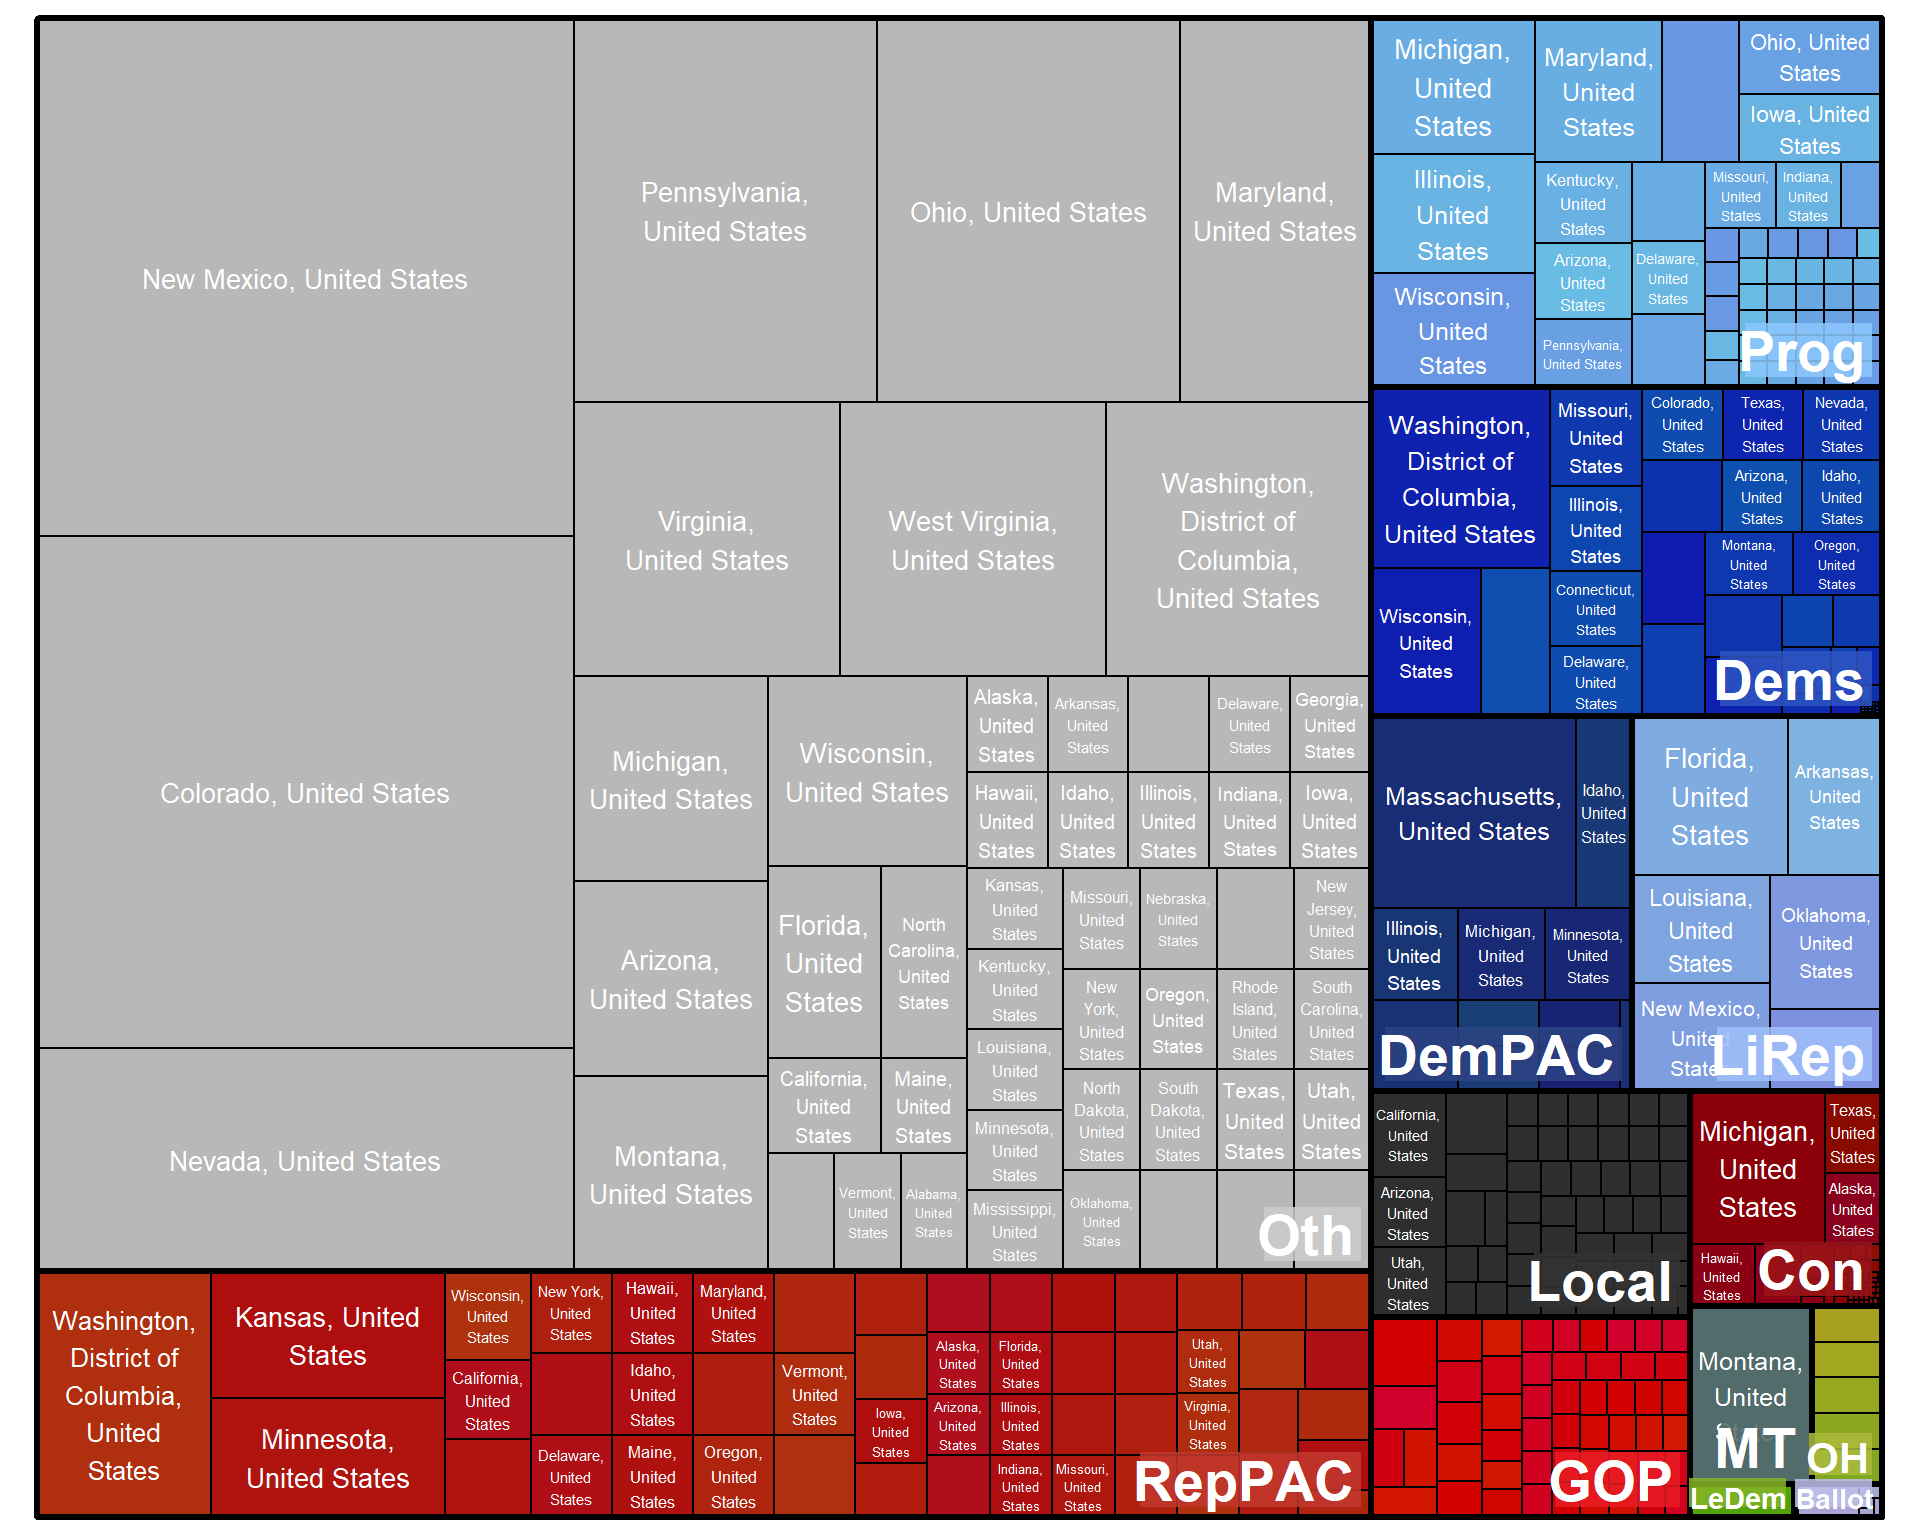 New Mexico, United States
Colorado, United States
Nevada, United States
Pennsylvania,
United States
Ohio, United States
Maryland,
United States
Virginia,
United States
West Virginia,
United States
Washington,
District of
Columbia,
United States
Michigan,
United States
Arizona,
United States
Montana,
United States
Wisconsin,
United States
Florida,
United
States
North
Carolina,
United
States
California,
United
States
Maine,
United
States
Vermont,
United
States
Alabama,
United
States
Alaska,
United
States
Arkansas,
United
States
Delaware,
United
States
Georgia,
United
States
Hawaii,
United
States
Idaho,
United
States
Illinois,
United
States
Indiana,
United
States
Iowa,
United
States
Kansas,
United
States
Kentucky,
United
States
Louisiana,
United
States
Minnesota,
United
States
Mississippi,
United
States
Missouri,
United
States
Nebraska,
United
States
New
Jersey,
United
States
New
York,
United
States
Oregon,
United
States
Rhode
Island,
United
States
South
Carolina,
United
States
North
Dakota,
United
States
South
Dakota,
United
States
Texas,
United
States
Utah,
United
States
Oklahoma,
United
States
Oth
Washington,
District of
Columbia,
United
States
Kansas, United
States
Minnesota,
United States
Wisconsin,
United
States
California,
United
States
New York,
United
States
Delaware,
United
States
Hawaii,
United
States
Idaho,
United
States
Maine,
United
States
Maryland,
United
States
Oregon,
United
States
Vermont,
United
States
Iowa,
United
States
Alaska,
United
States
Arizona,
United
States
Florida,
United
States
Illinois,
United
States
Indiana,
United
States
Missouri,
United
States
Utah,
United
States
Virginia,
United
States
RepPAC
Michigan,
United
States
Illinois,
United
States
Wisconsin,
United
States
Maryland,
United
States
Ohio, United
States
Iowa, United
States
Kentucky,
United
States
Arizona,
United
States
Pennsylvania,
United States
Delaware,
United
States
Missouri,
United
States
Indiana,
United
States
Prog
Washington,
District of
Columbia,
United States
Wisconsin,
United
States
Missouri,
United
States
Illinois,
United
States
Connecticut,
United
States
Delaware,
United
States
Colorado,
United
States
Texas,
United
States
Nevada,
United
States
Arizona,
United
States
Idaho,
United
States
Montana,
United
States
Oregon,
United
States
Dems
Massachusetts,
United States
Idaho,
United
States
Illinois,
United
States
Michigan,
United
States
Minnesota,
United
States
DemPAC
Florida,
United
States
Arkansas,
United
States
Louisiana,
United
States
Oklahoma,
United
States
New Mexico,
United
States
LiRep
California,
United
States
Arizona,
United
States
Utah,
United
States
Local
Michigan,
United
States
Texas,
United
States
Alaska,
United
States
Hawaii,
United
States
Con
GOP
Montana,
United
States
MT
OH
LeDem
Ballot